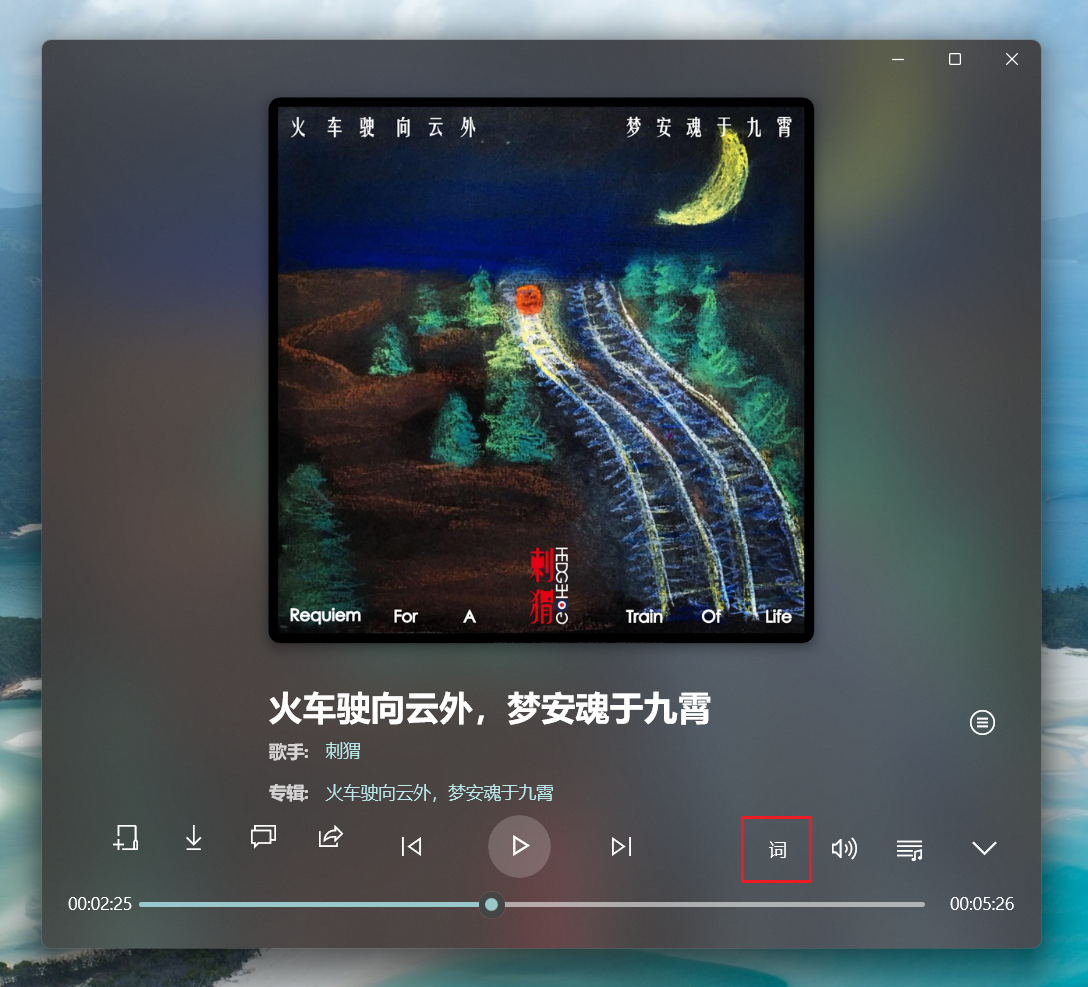 火车驶向云外
梦安魂于九霄
刺猬
HEDGEHOG
Requiem For A
Train Of Life
火车驶向云外，梦安魂于九霄
歌手: 刺猬
专辑: 火车驶向云外，梦安魂于九霄
词
00:02:25
00:05:26